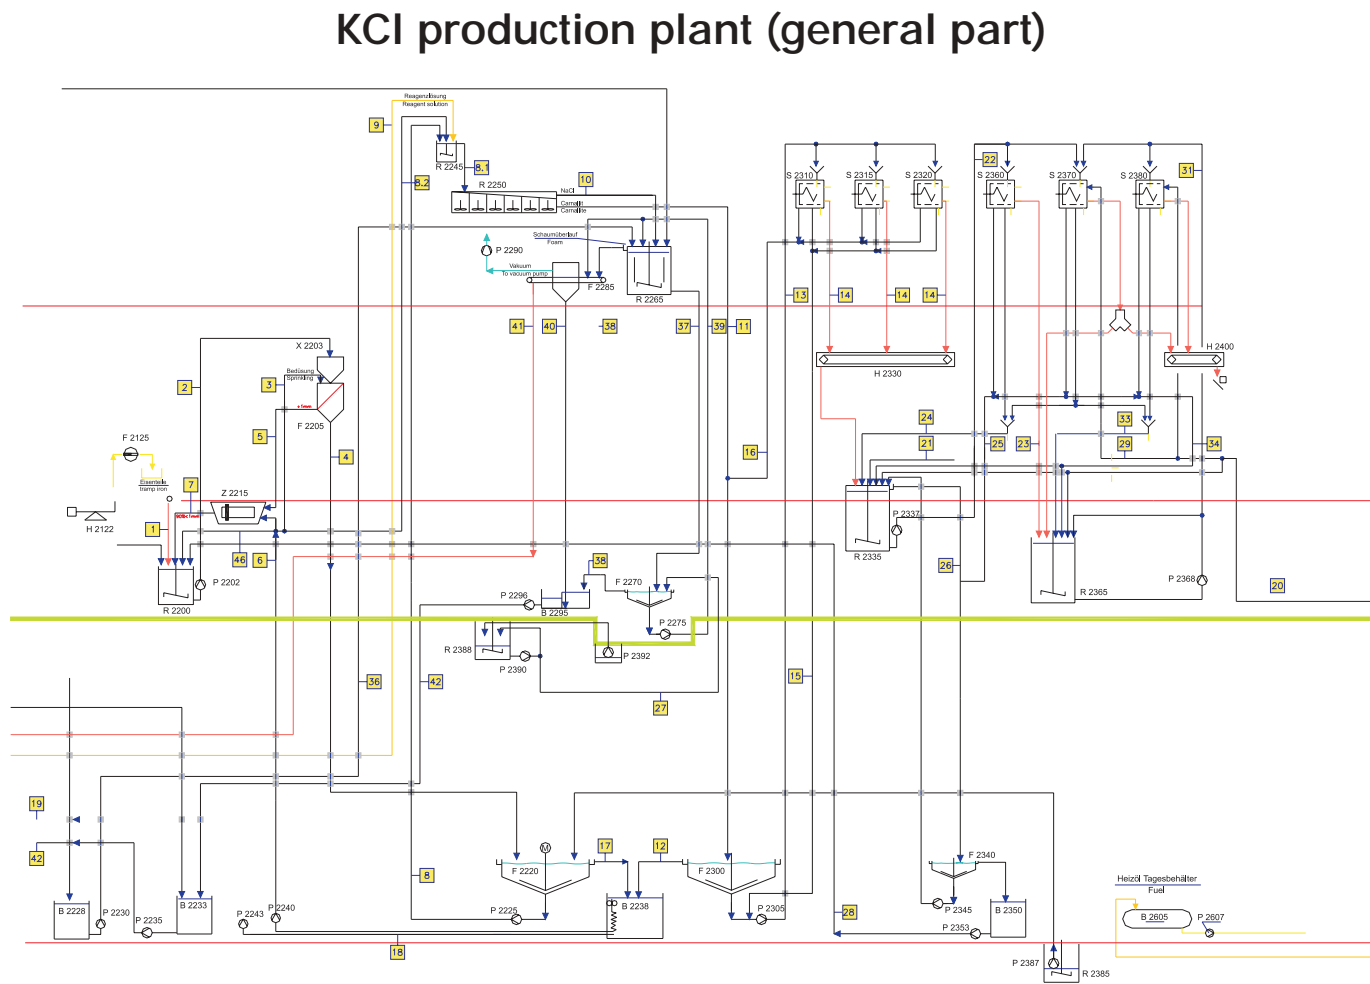 KCl production plant (general part)
Reagenzlösung
Reagent solution
9
R 2245
8.1
8.2
R 2250
10
NaCl
Carnallit
Carnallite
Schaumüberlauf
Foam
P 2290
Vakuum
To vacuum pump
F 2285
R 2265
S 2310
S 2315
S 2320
22
S 2360
S 2370
S 2380
31
13
14
14
14
41
40
38
37
39
11
X 2203
H 2330
H 2400
2
3
Bedüsung
Sprinkling
F 2205
5
4
F 2125
Eisenteile
tramp iron
7
Z 2215
H 2122
1
46
6
P 2202
R 2200
16
24
21
25
23
33
29
34
P 2337
R 2335
26
P 2368
R 2365
20
38
F 2270
P 2296
B 2295
P 2275
R 2388
P 2390
P 2392
36
42
27
15
19
42
M
17
12
F 2220
F 2300
F 2340
8
B 2228
P 2230
P 2235
B 2233
P 2243
P 2240
P 2225
B 2238
P 2305
28
P 2345
B 2350
P 2353
18
Heizöl Tagesbehälter
Fuel
B 2605
P 2607
P 2387
R 2385